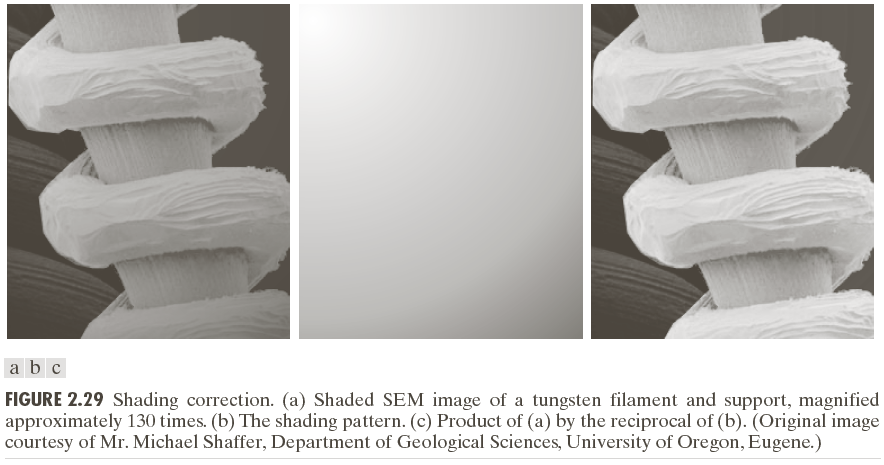 a b c
FIGURE 2.29 Shading correction. (a) Shaded SEM image of a tungsten filament and support, magnified
approximately 130 times. (b) The shading pattern. (c) Product of (a) by the reciprocal of (b). (Original image
courtesy of Mr. Michael Shaffer, Department of Geological Sciences, University of Oregon, Eugene.)